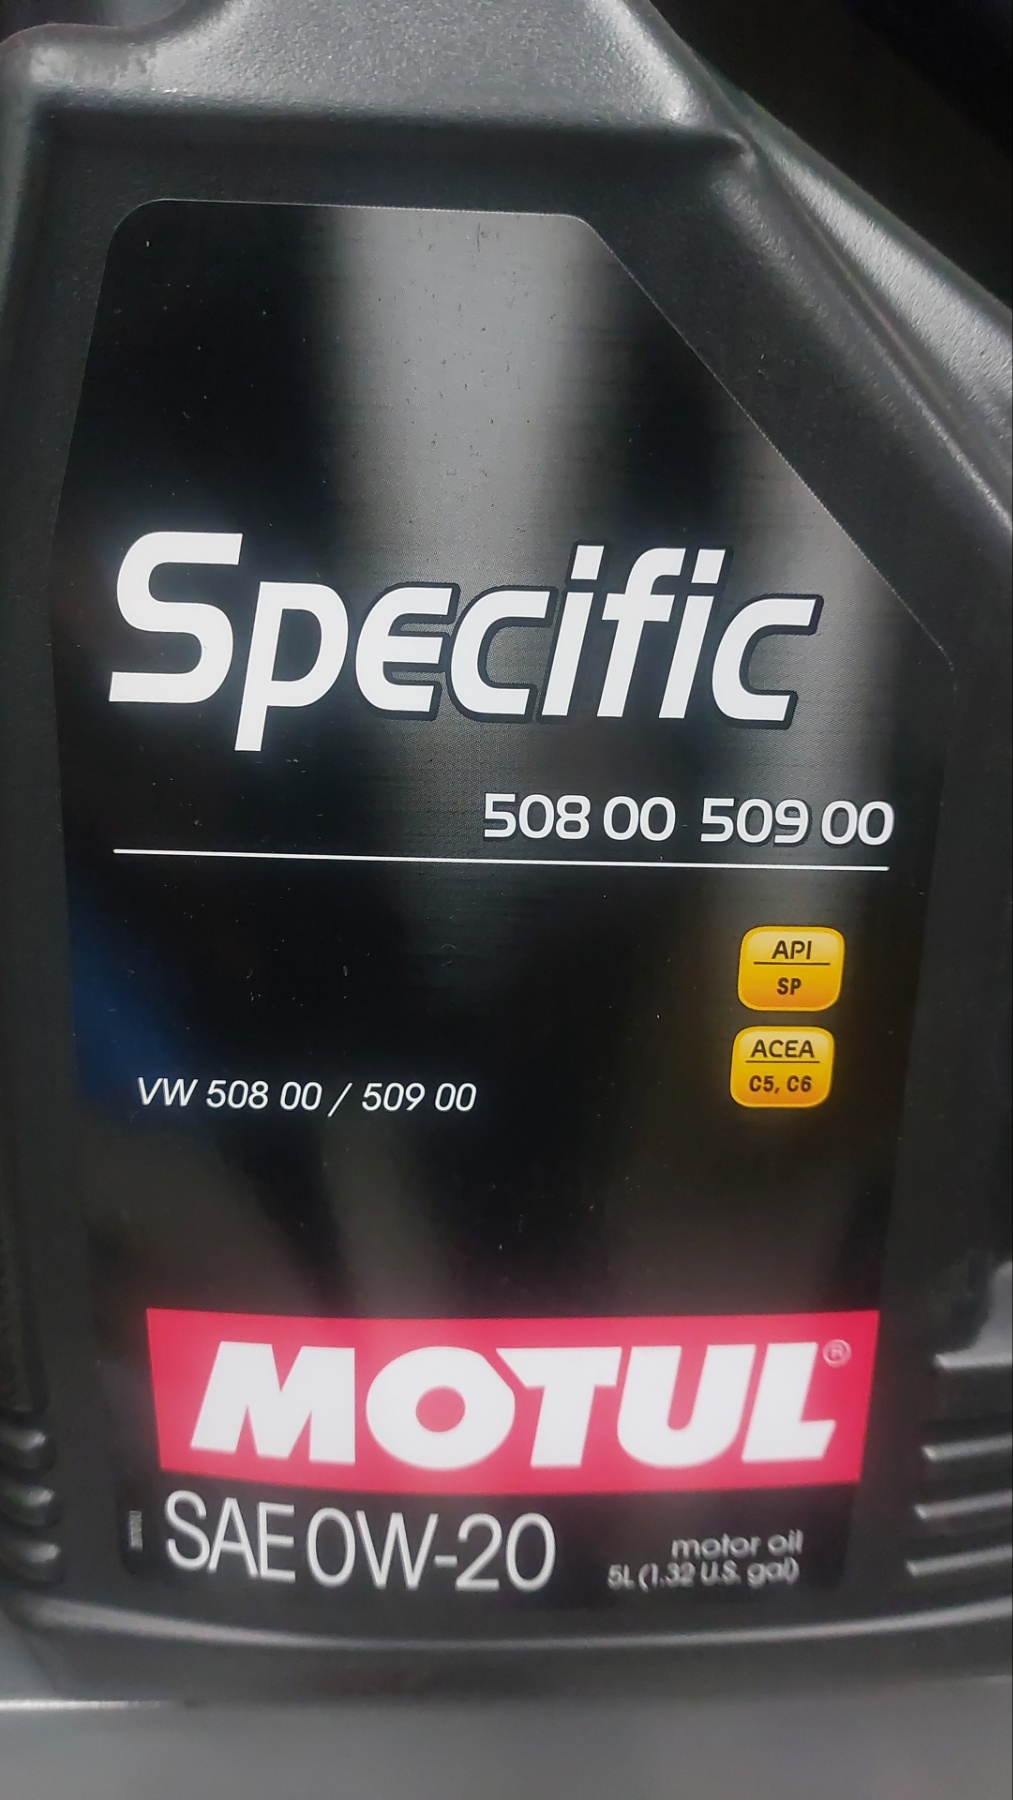 Specific
508 00 509 00
API
SP
ACEA
C5, C6
VW 508 00 / 509 00
MOTUL®
SAE 0W-20
motor oil
5L (1.32 U.S. gal)